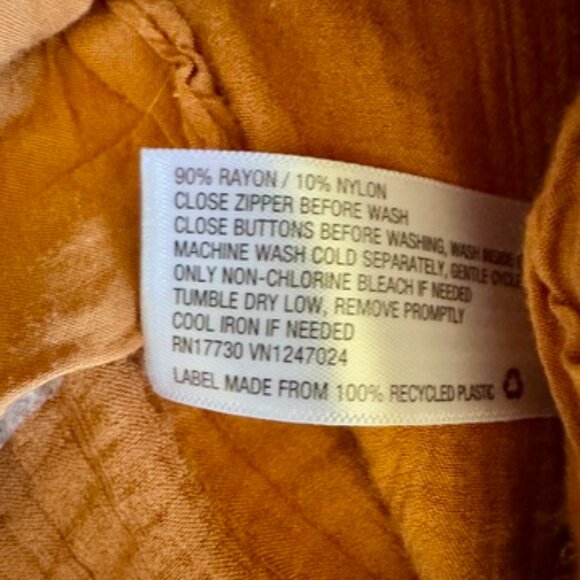 90% RAYON / 10% NYLON
CLOSE ZIPPER BEFORE WASH
CLOSE BUTTONS BEFORE WASHING, WASH INSIDE
MACHINE WASH COLD SEPARATELY, GENTLE CYCLE
ONLY NON-CHLORINE BLEACH IF NEEDED
TUMBLE DRY LOW, REMOVE PROMPTLY
COOL IRON IF NEEDED
RN17730 VN1247024
LABEL MADE FROM 100% RECYCLED PLASTIC